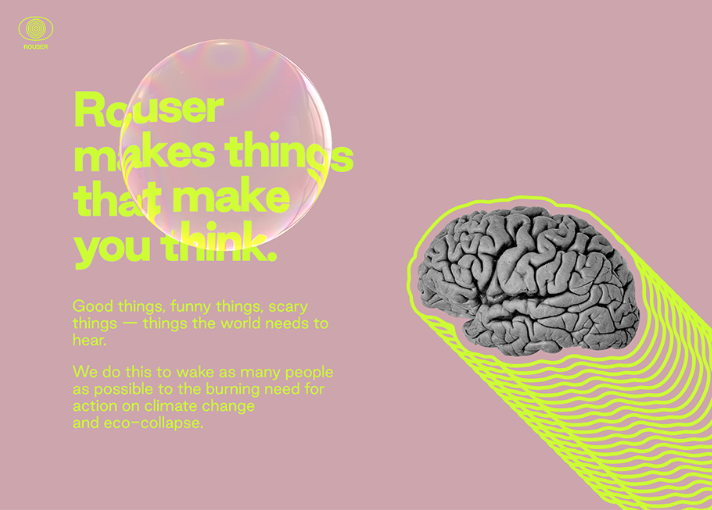 ROUSER
Rouser
makes things
that make
you think.
Good things, funny things, scary
things — things the world needs to
hear.
We do this to wake as many people
as possible to the burning need for
action on climate change
and eco-collapse.